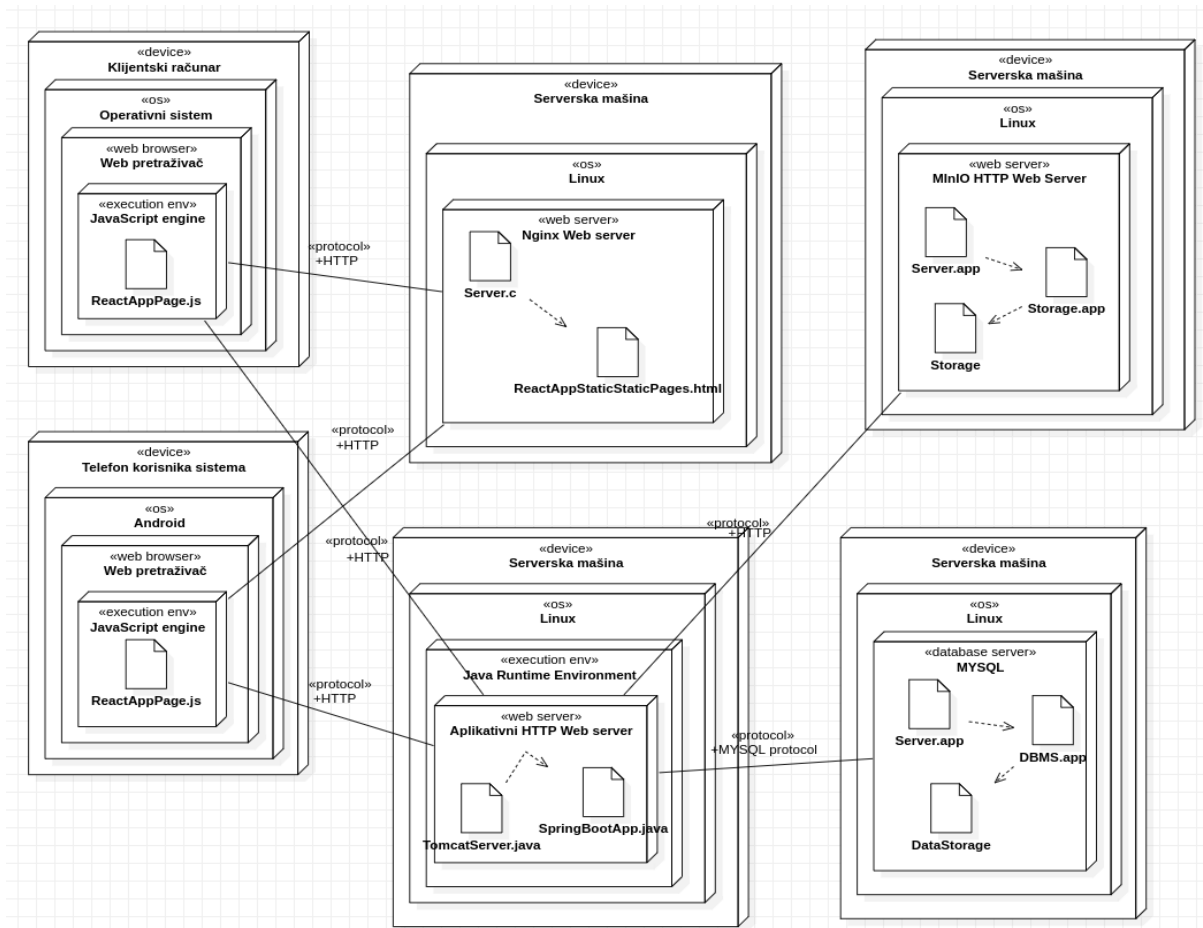 «device»
Klijentski računar
«os»
Operativni sistem
«web browser»
Web pretraživač
«execution env»
JavaScript engine
ReactAppPage.js
«protocol»
+HTTP
«device»
Serverska mašina
«os»
Linux
«web server»
Nginx Web server
Server.c
ReactAppStaticStaticPages.html
«device»
Serverska mašina
«os»
Linux
«web server»
MInIO HTTP Web Server
Server.app
Storage.app
Storage
«protocol»
+HTTP
«device»
Telefon korisnika sistema
«os»
Android
«web browser»
Web pretraživač
«execution env»
JavaScript engine
ReactAppPage.js
«protocol»
+HTTP
«protocol»
+HTTP
«protocol»
+HTTP
«device»
Serverska mašina
«os»
Linux
«execution env»
Java Runtime Environment
«web server»
Aplikativni HTTP Web server
TomcatServer.java
SpringBootApp.java
«protocol»
+MYSQL protocol
«device»
Serverska mašina
«os»
Linux
«database server»
MYSQL
Server.app
DBMS.app
DataStorage